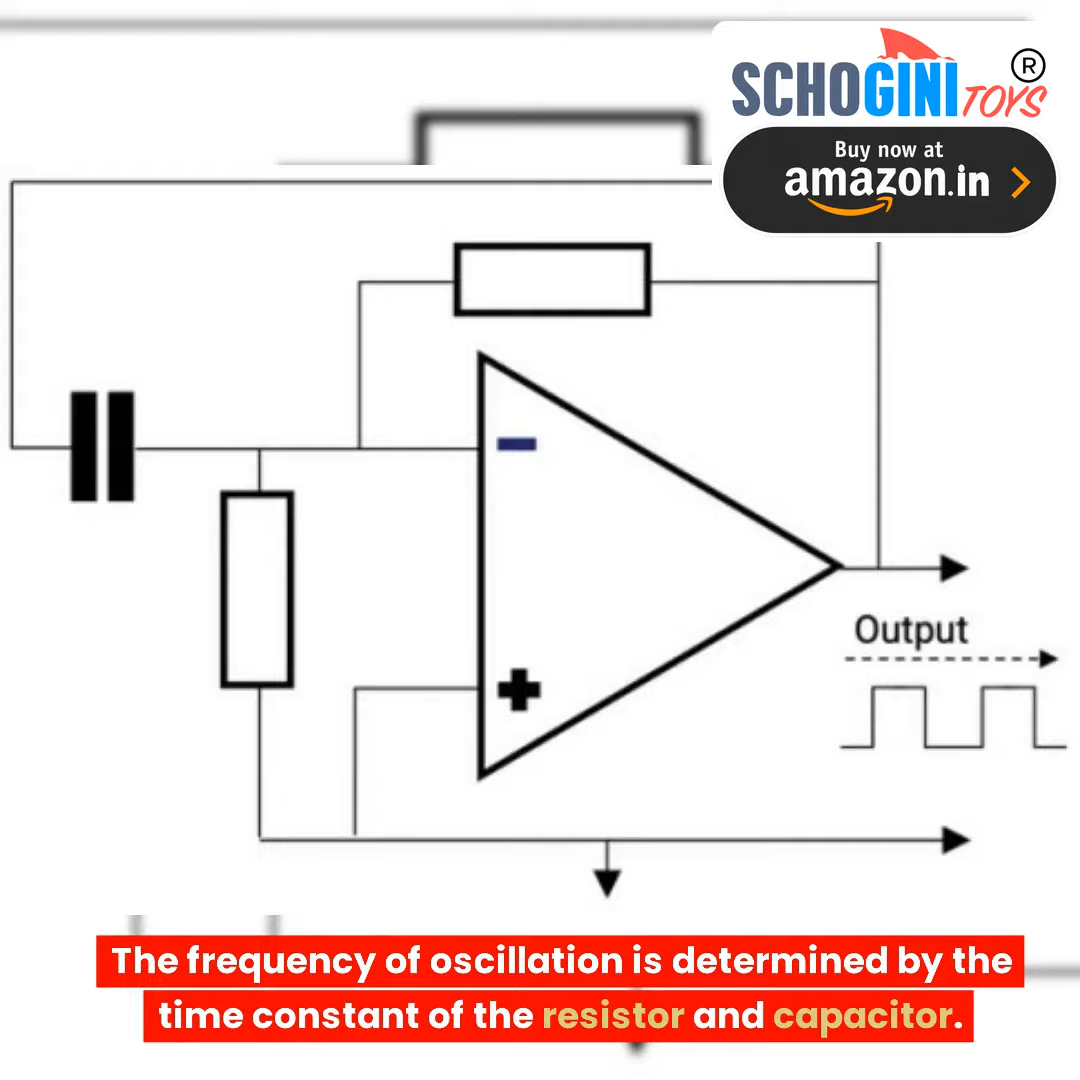 SCHOGINI TOYS ®
Buy now at
amazon.in
Output
The frequency of oscillation is determined by the
time constant of the resistor and capacitor.